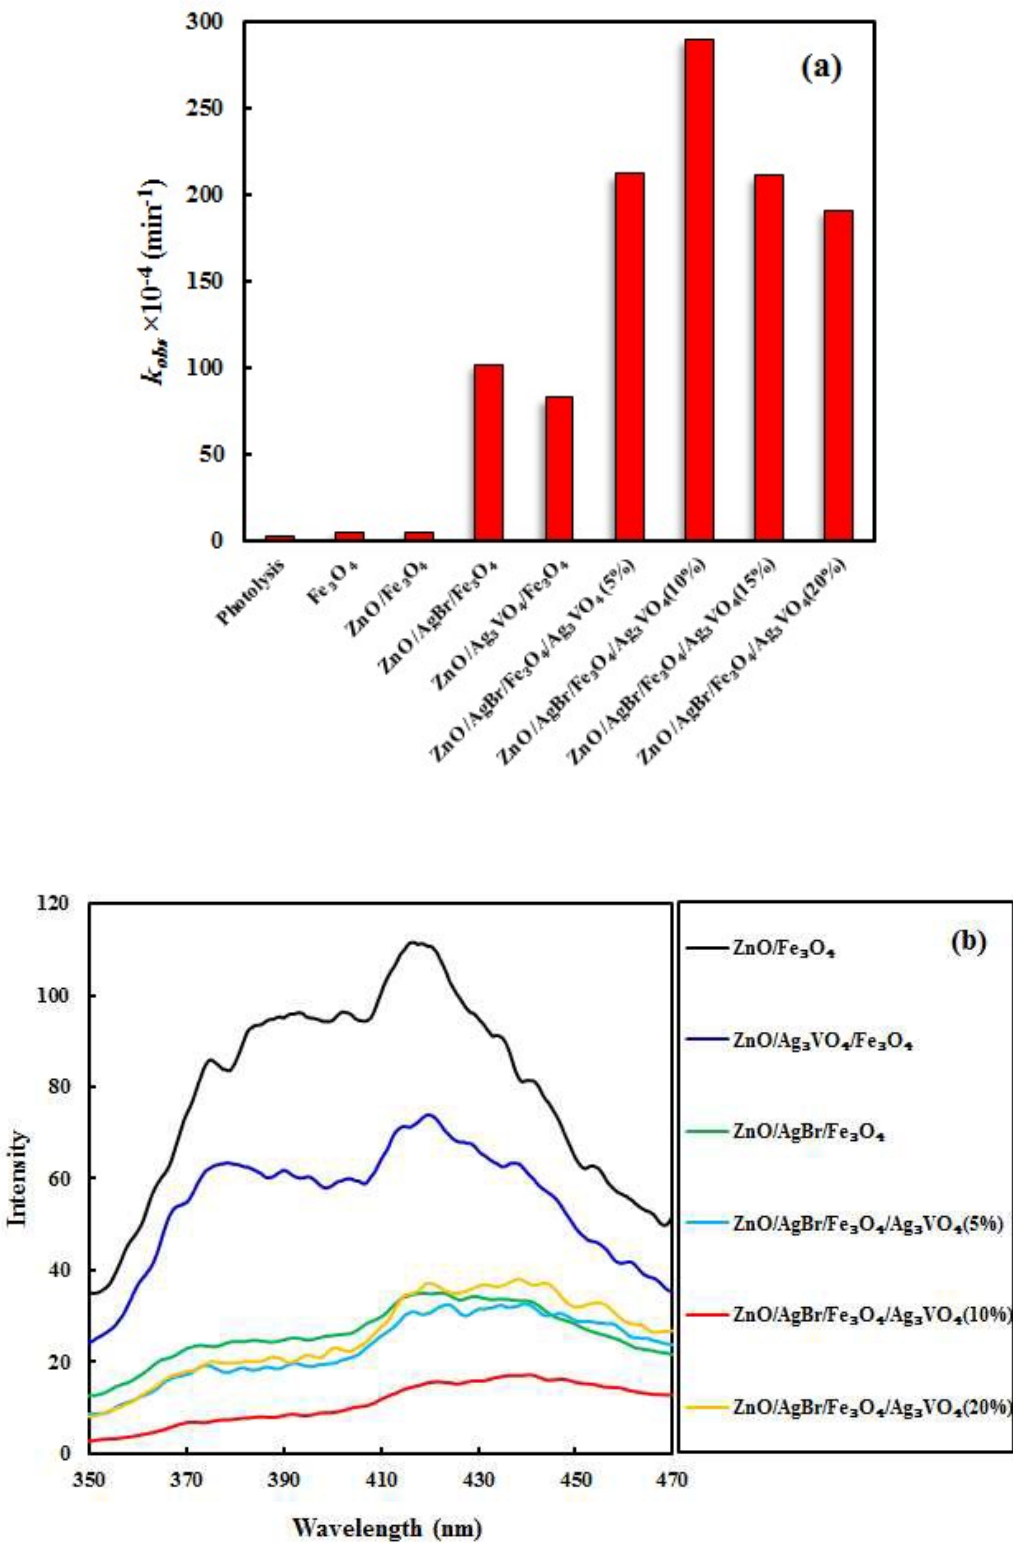 (a)
300
250
200
150
100
50
0
k_obs ×10⁻⁴ (min⁻¹)
Photolysis
Fe₃O₄
ZnO/Fe₃O₄
ZnO/AgBr/Fe₃O₄
ZnO/Ag₃VO₄/Fe₃O₄
ZnO/AgBr/Fe₃O₄/Ag₃VO₄ (5%)
ZnO/AgBr/Fe₃O₄/Ag₃VO₄(10%)
ZnO/AgBr/Fe₃O₄/Ag₃VO₄(15%)
ZnO/AgBr/Fe₃O₄/Ag₃VO₄(20%)
(b)
120
100
80
60
40
20
0
Intensity
350 370 390 410 430 450 470
Wavelength (nm)
ZnO/Fe₃O₄
ZnO/Ag₃VO₄/Fe₃O₄
ZnO/AgBr/Fe₃O₄
ZnO/AgBr/Fe₃O₄/Ag₃VO₄(5%)
ZnO/AgBr/Fe₃O₄/Ag₃VO₄(10%)
ZnO/AgBr/Fe₃O₄/Ag₃VO₄(20%)